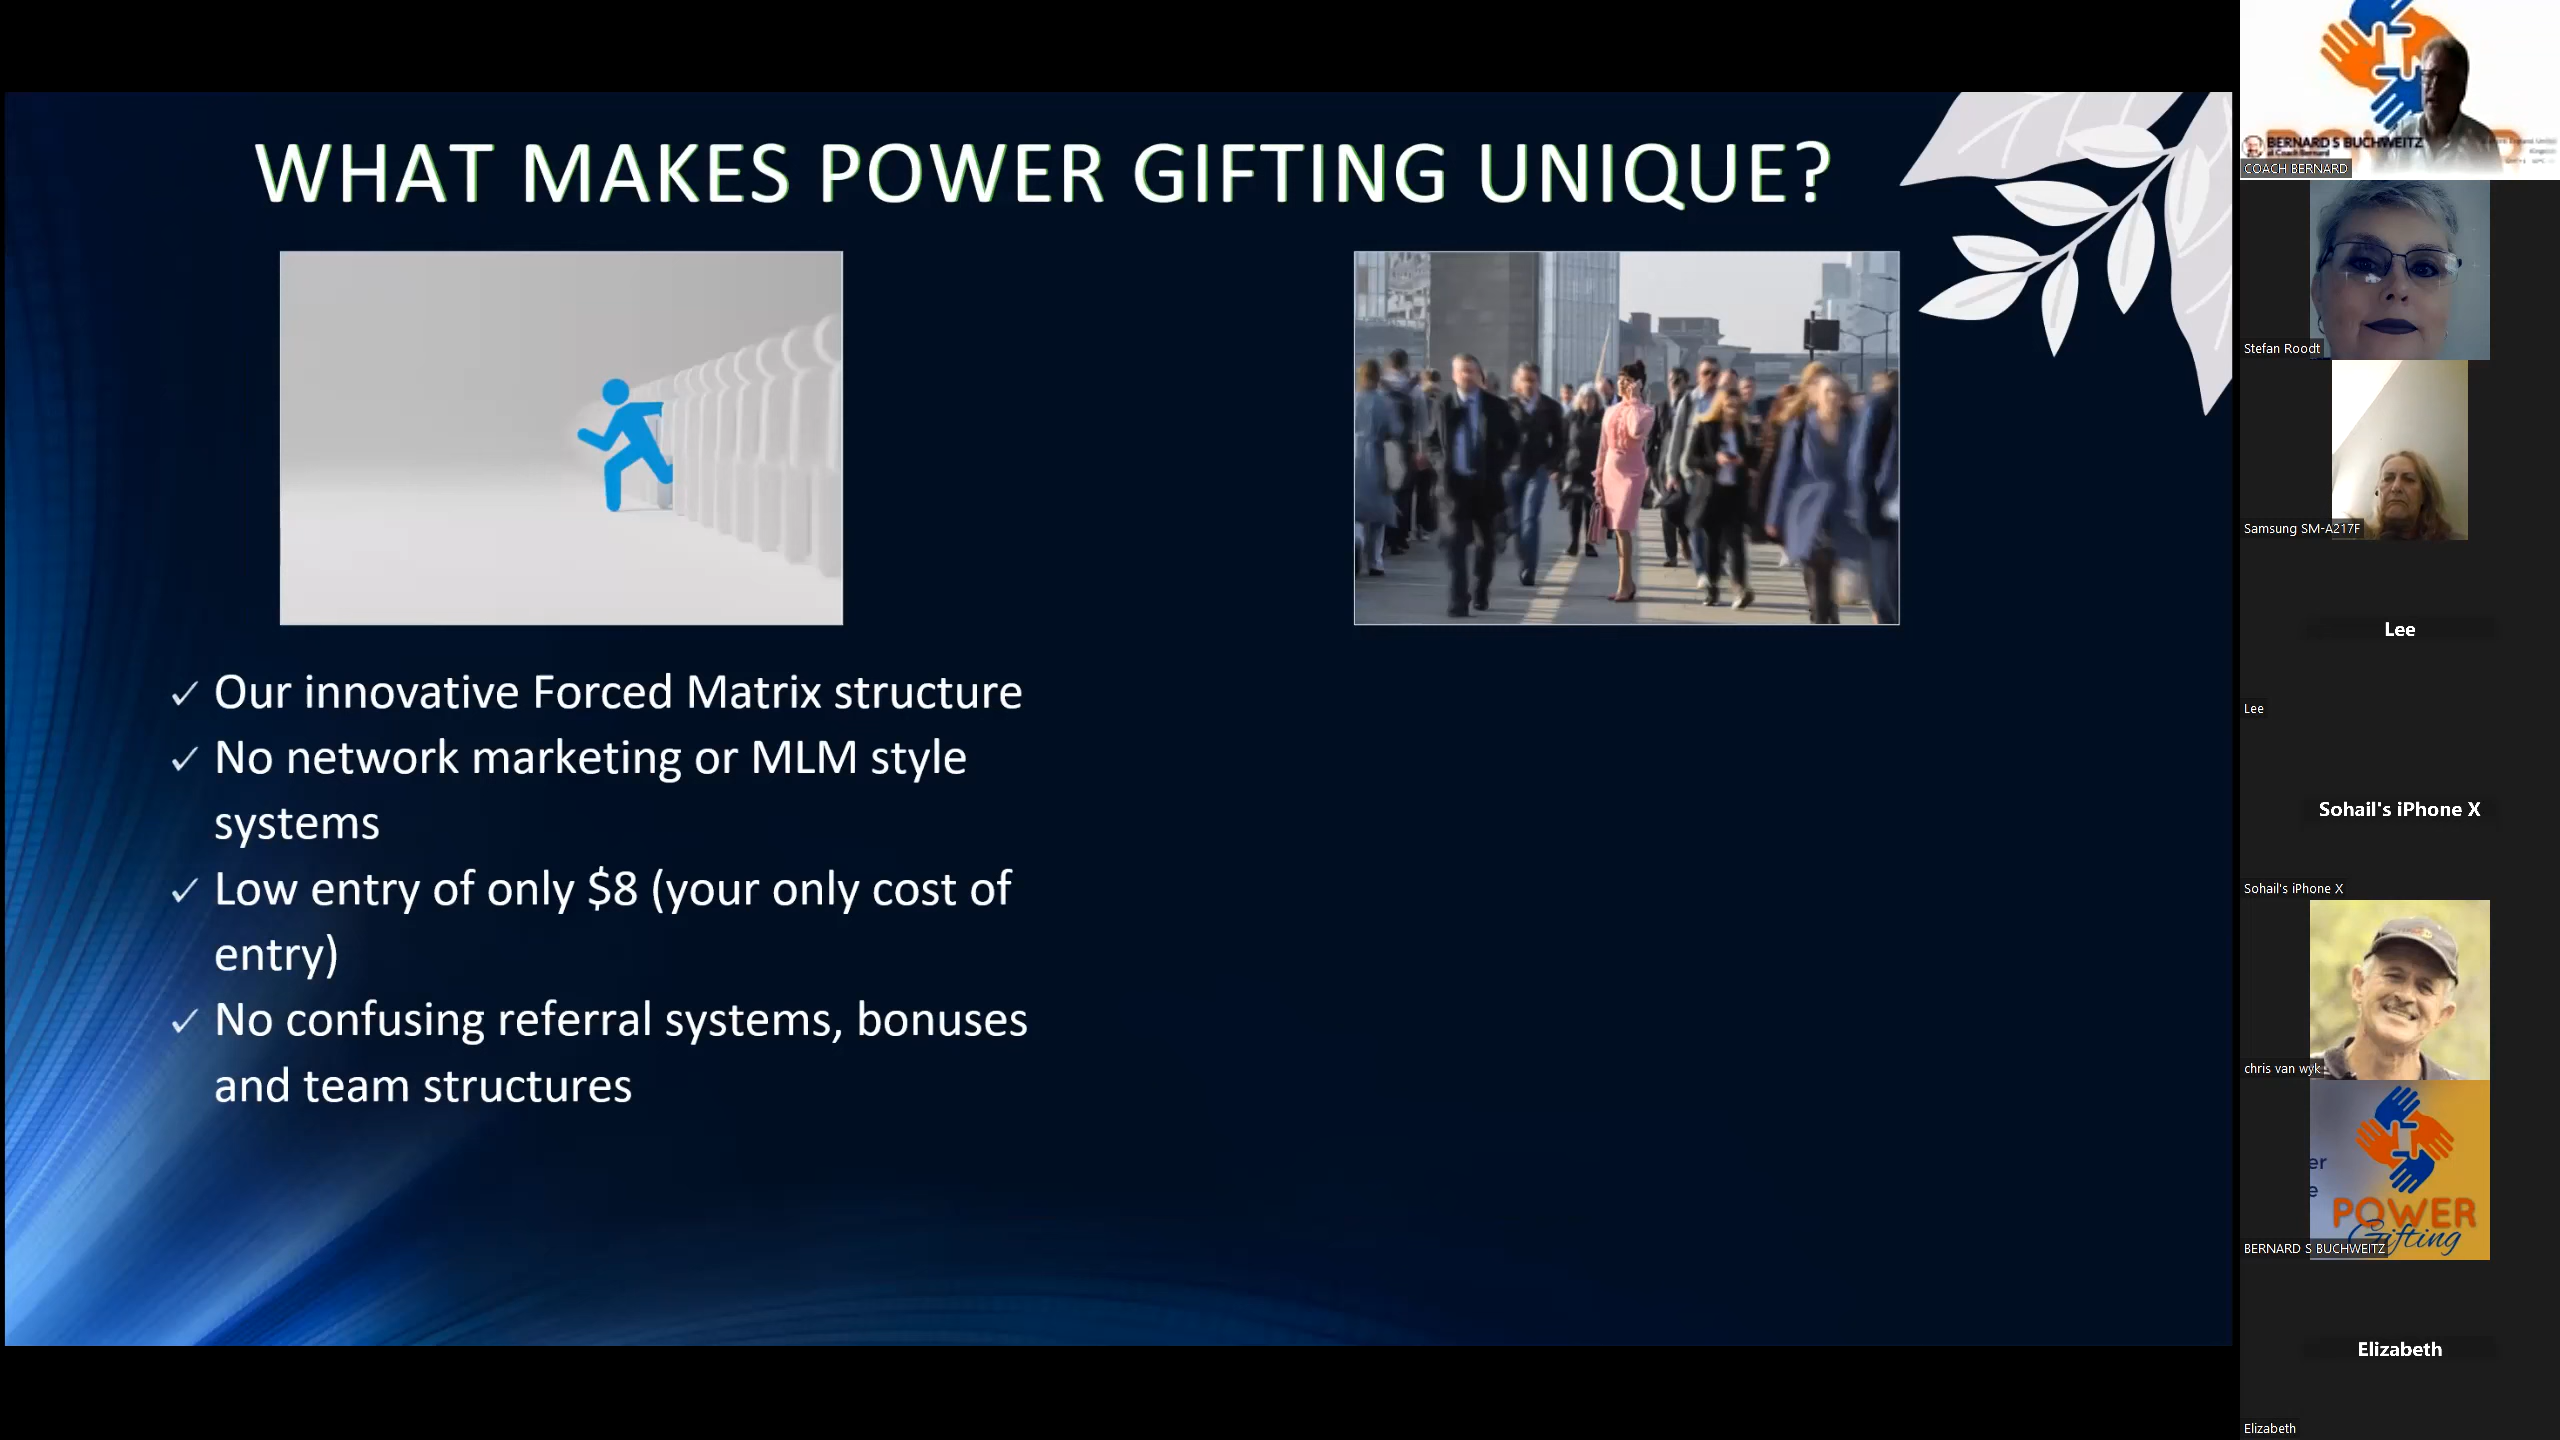 WHAT MAKES POWER GIFTING UNIQUE?
✓ Our innovative Forced Matrix structure
✓ No network marketing or MLM style
systems
✓ Low entry of only $8 (your only cost of
entry)
✓ No confusing referral systems, bonuses
and team structures
BERNARD S BUCHWEITZ
COACH BERNARD
Stefan Roodt
Samsung SM-A217F
Lee
Lee
Sohail's iPhone X
Sohail's iPhone X
chris van wyk
er
e
POWER
Gifting
BERNARD S BUCHWEITZ
Elizabeth
Elizabeth